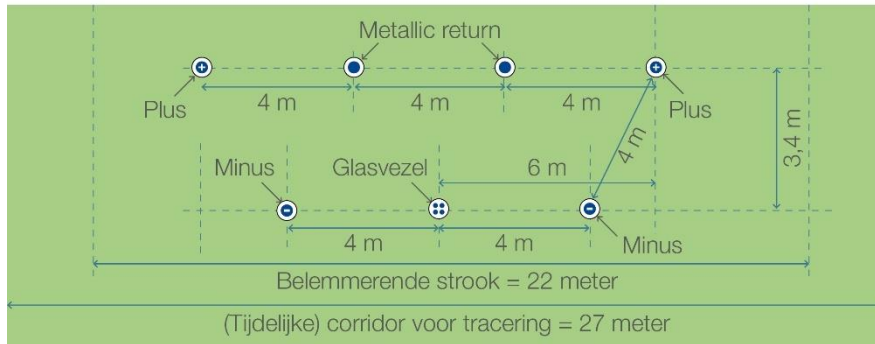 Metallic return
4 m
4 m
4 m
Plus
Plus
4 m
3,4 m
Minus
Glasvezel
6 m
4 m
4 m
Minus
Belemmerende strook = 22 meter
(Tijdelijke) corridor voor tracering = 27 meter